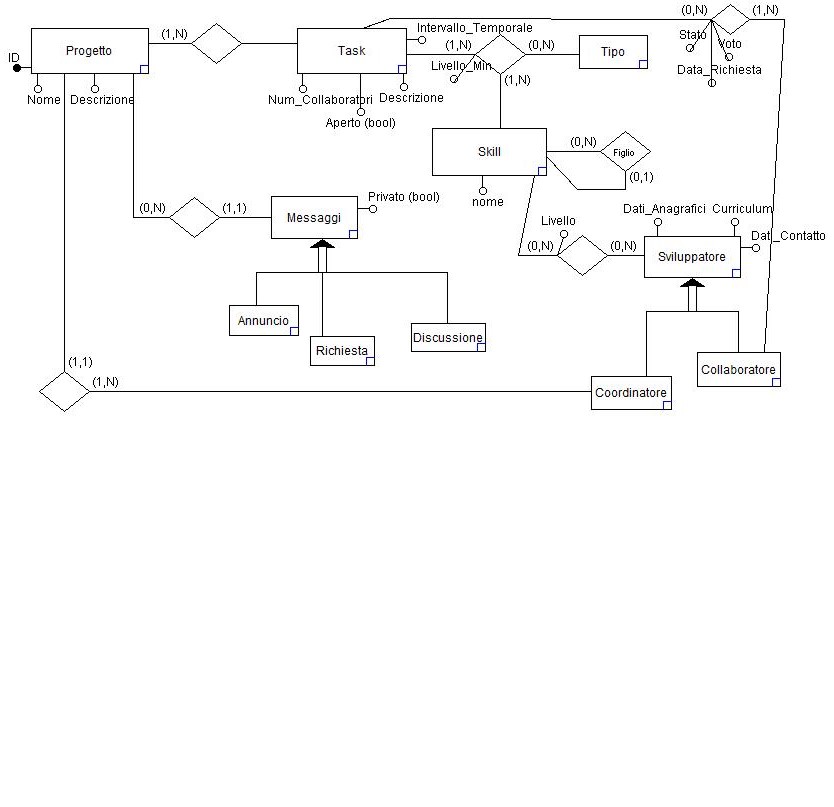 (0,N)
(1,N)
Intervallo_Temporale
Stato
Voto
(1,N)
Progetto
Task
(1,N)
(0,N)
Tipo
ID
Livello_Min
Data_Richiesta
(1,N)
Nome
Descrizione
Num_Collaboratori
Descrizione
Aperto (bool)
Skill
(0,N)
Figlio
(0,1)
nome
Privato (bool)
(0,N)
(1,1)
Messaggi
Livello
Dati_Anagrafici
Curriculum
Dati_Contatto
(0,N)
(0,N)
Sviluppatore
Annuncio
Richiesta
Discussione
(1,1)
(1,N)
Coordinatore
Collaboratore